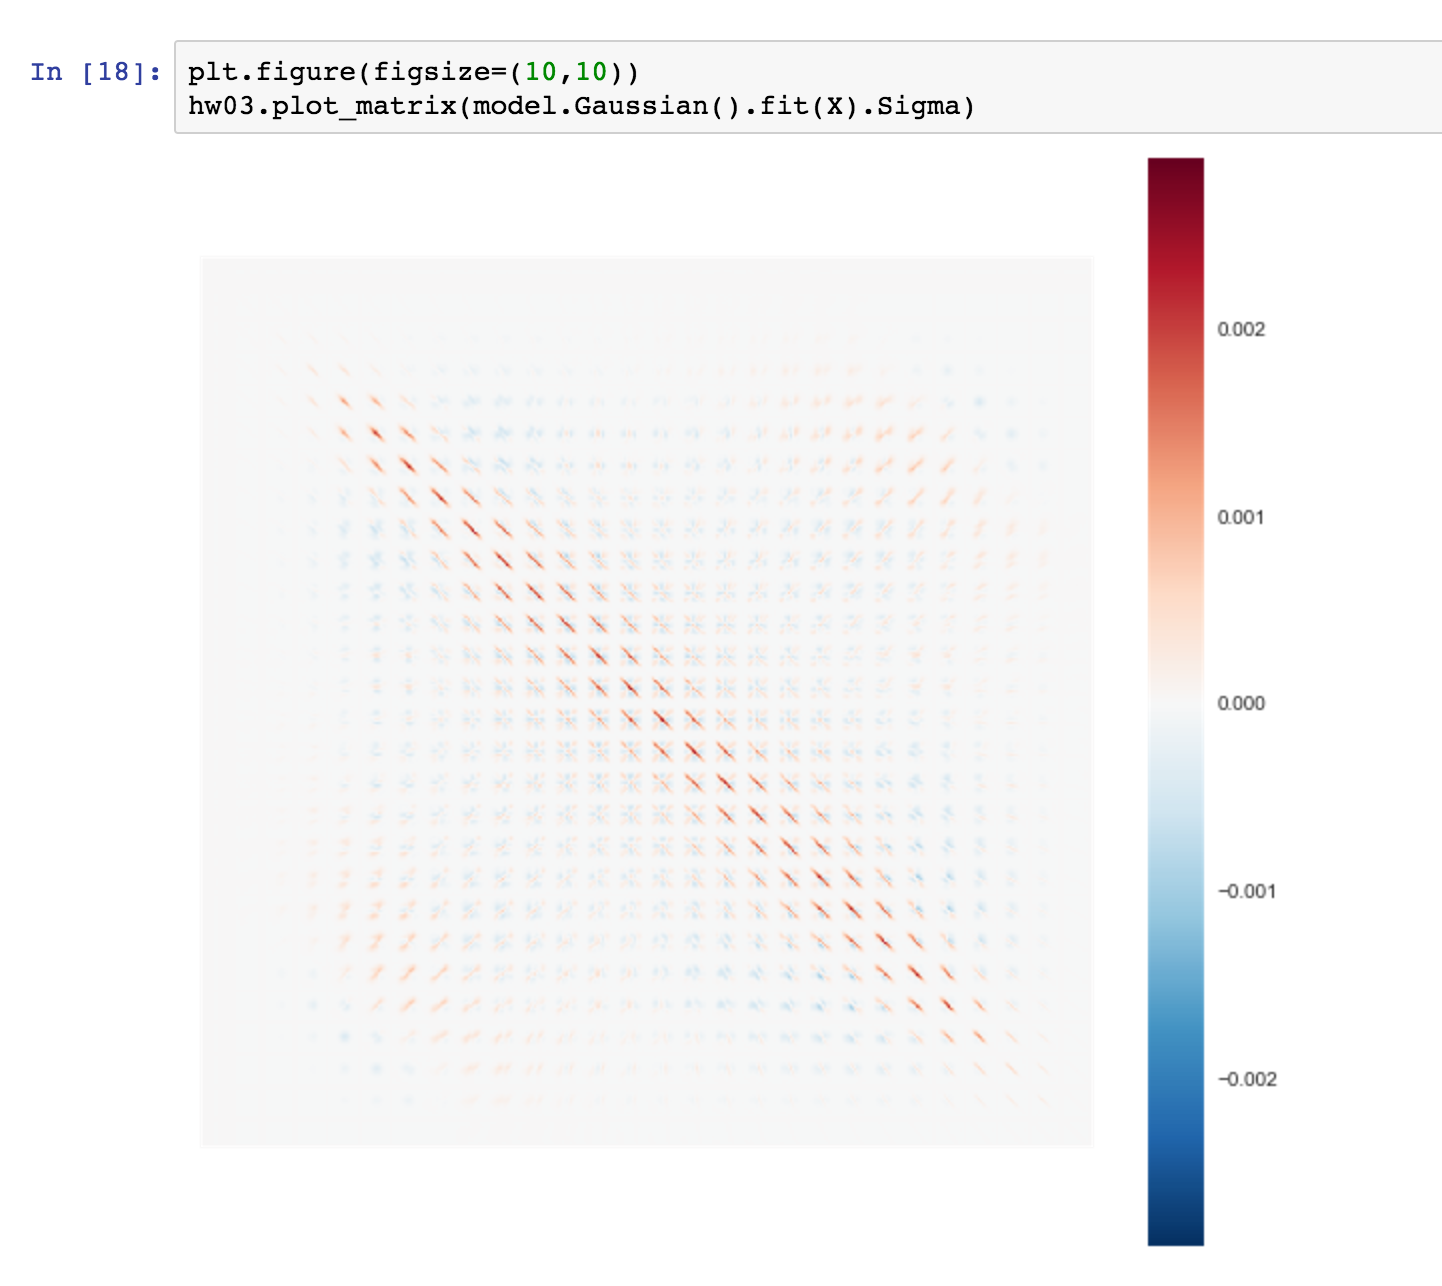 In [18]: plt.figure(figsize=(10,10))
hw03.plot_matrix(model.Gaussian().fit(X).Sigma)
0.002
0.001
0.000
−0.001
−0.002